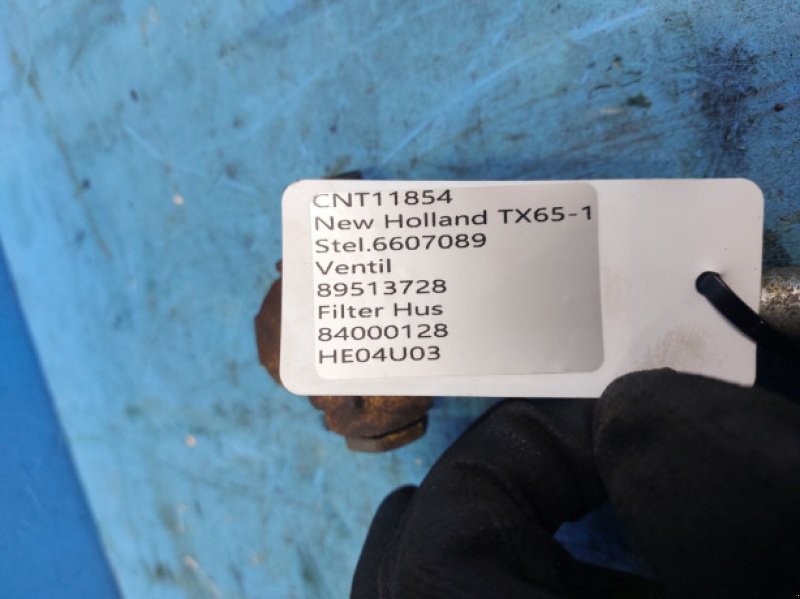 CNT11854
New Holland TX65-1
Stel.6607089
Ventil
89513728
Filter Hus
84000128
HE04U03